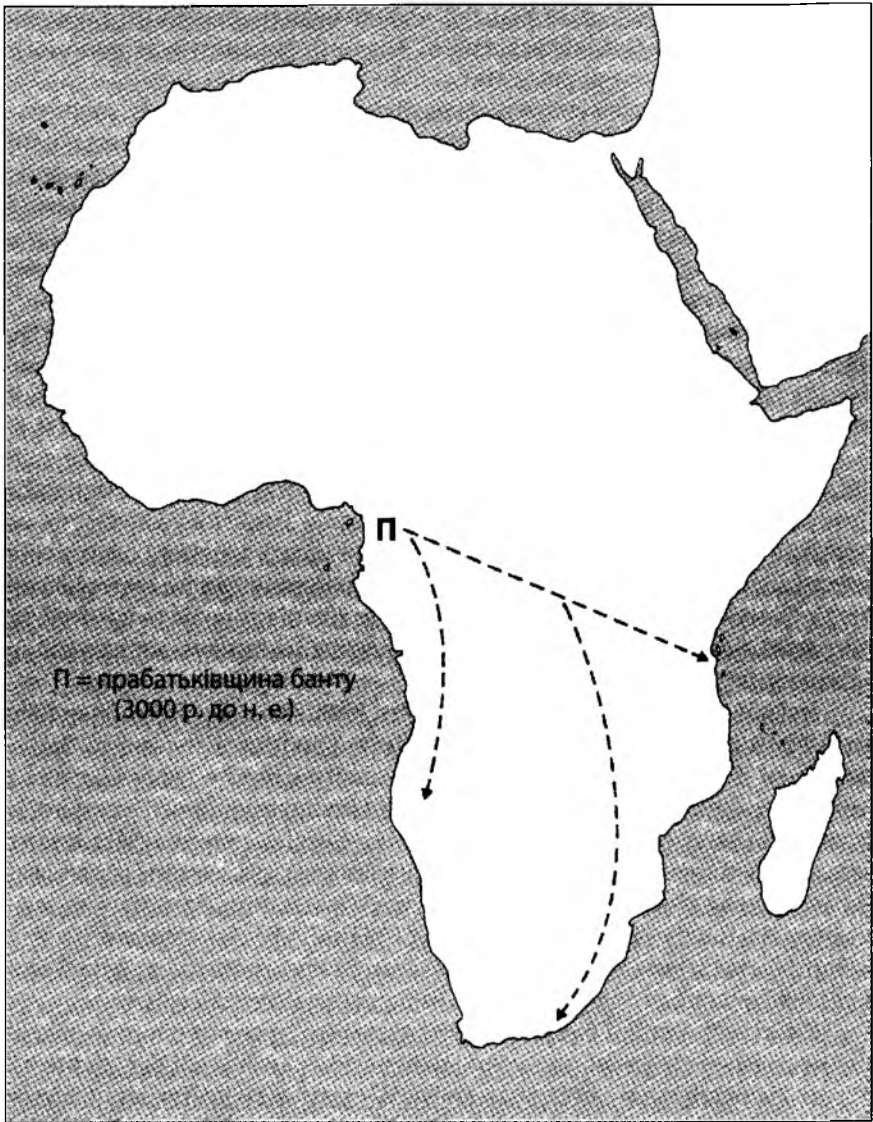 П
П = прабатьківщина банту
(3000 р. до н. е.)